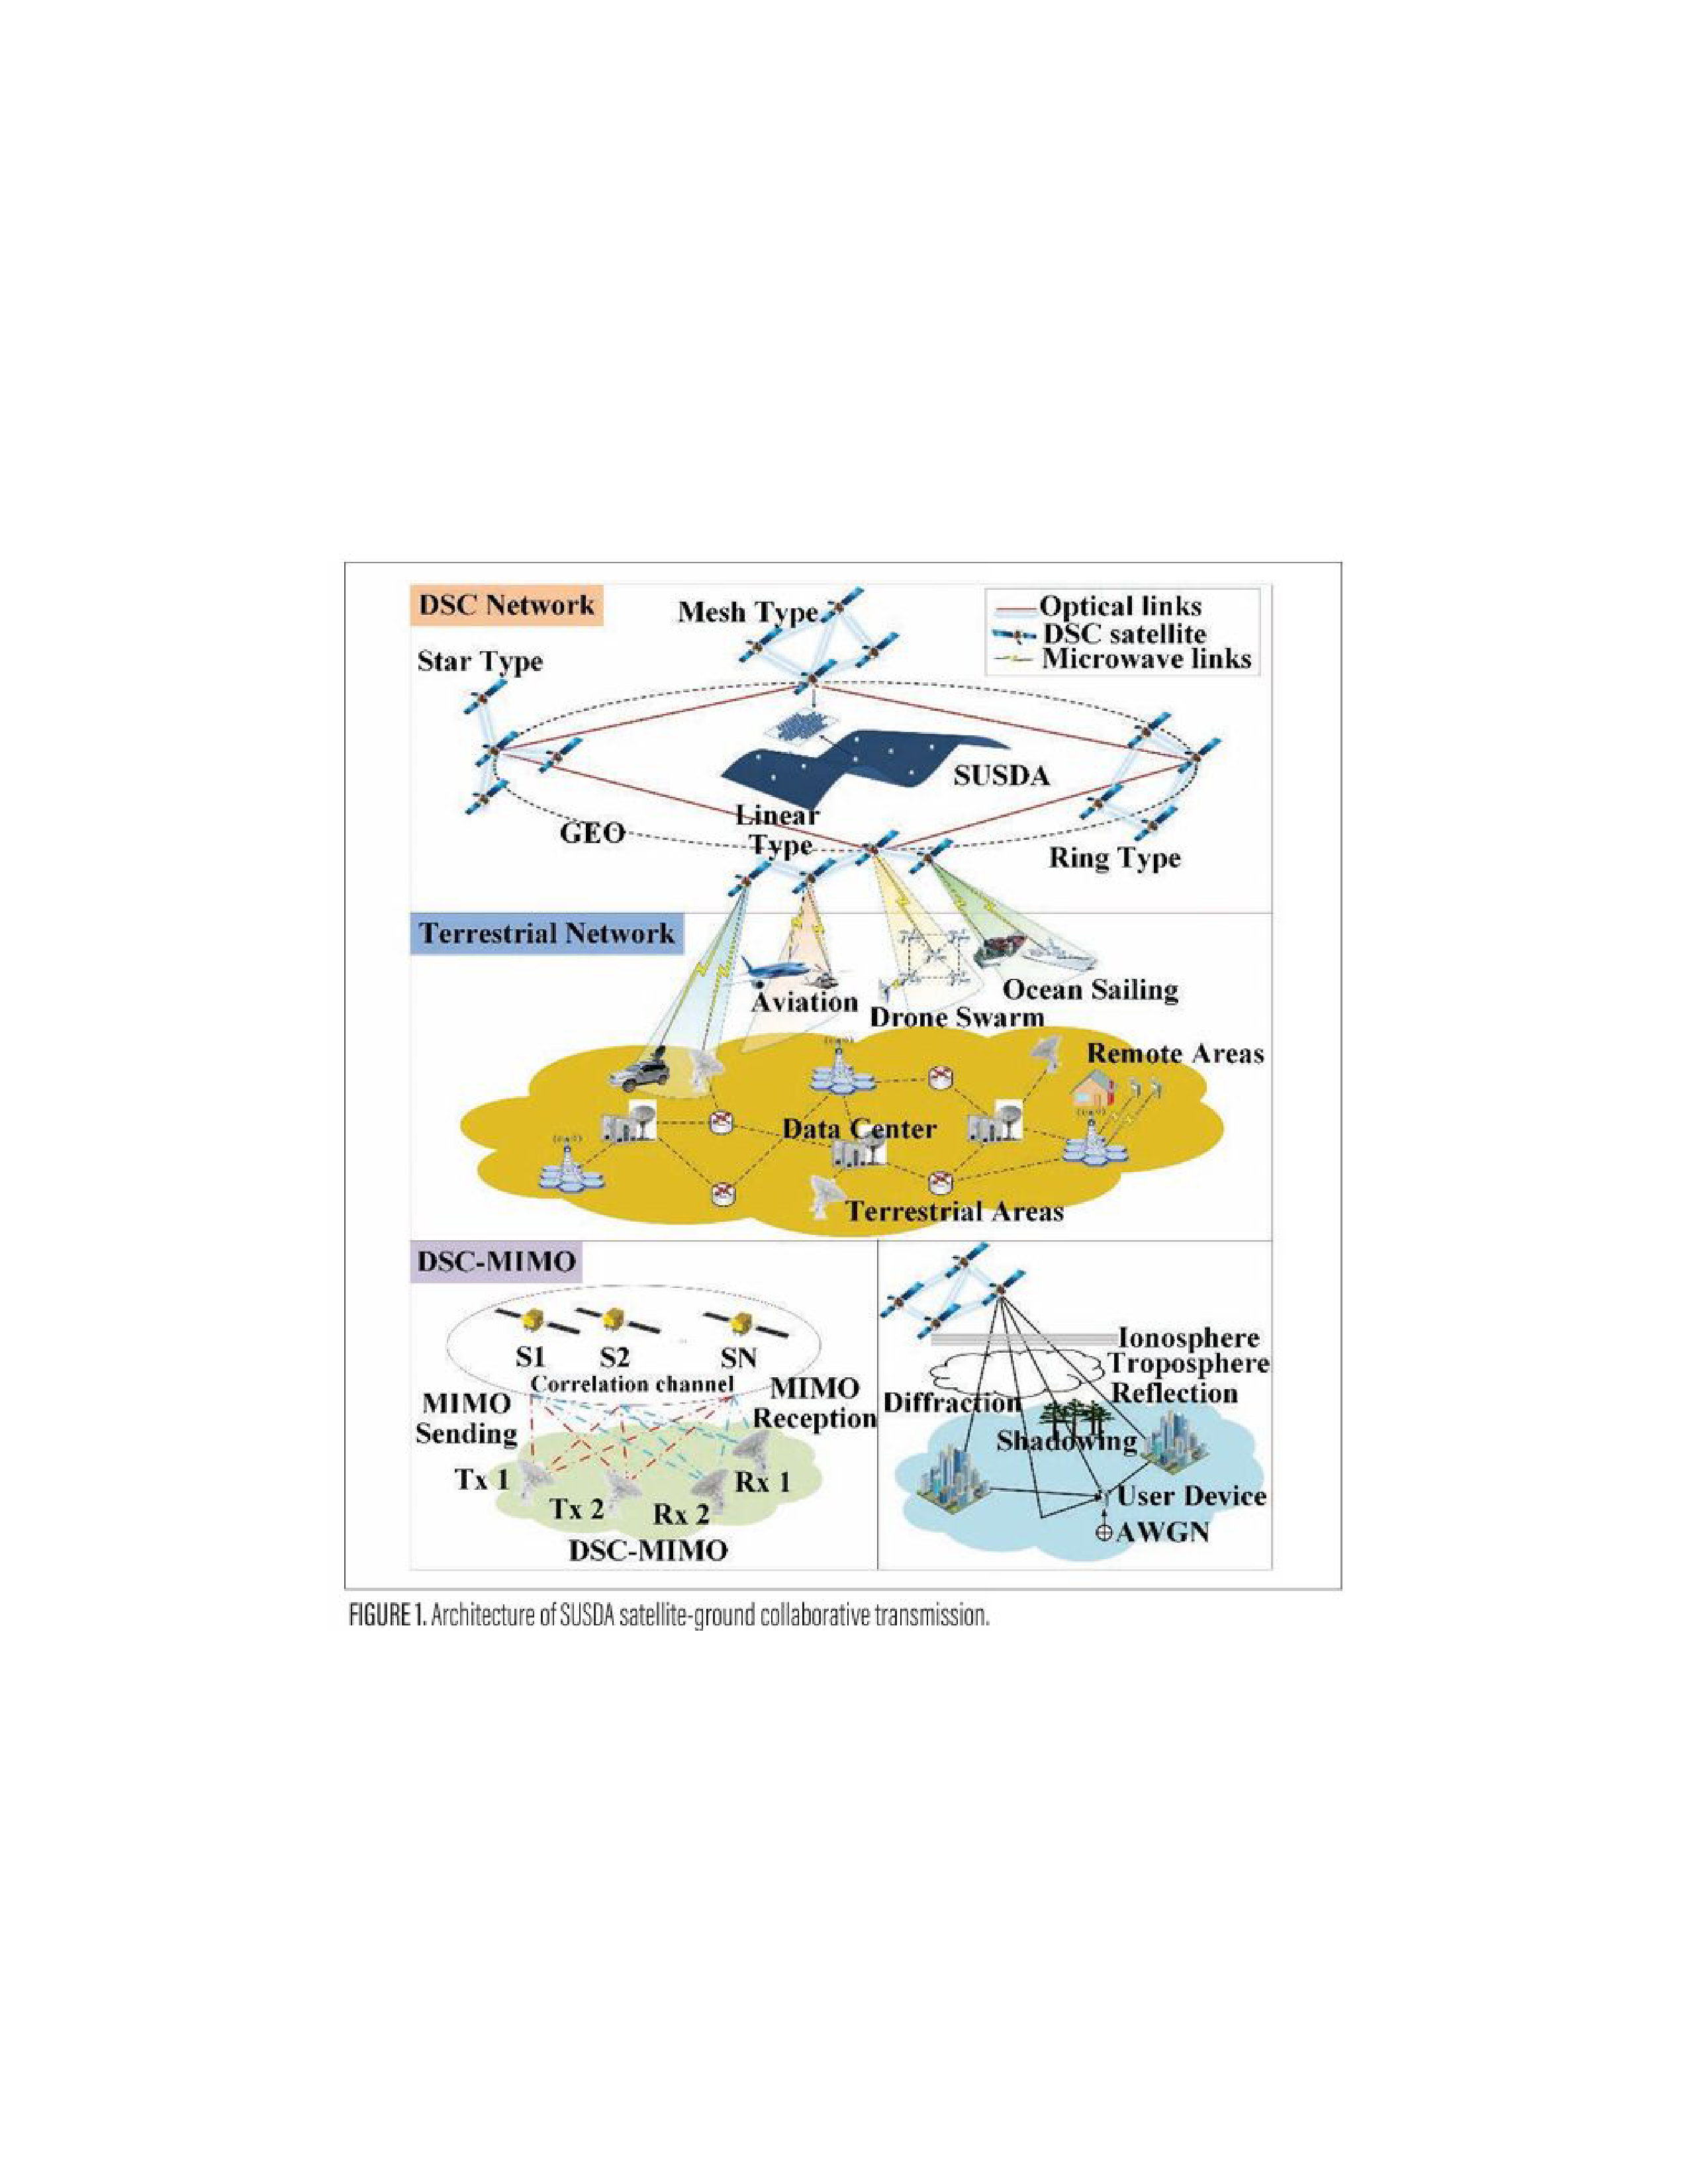 DSC Network
Mesh Type
Star Type
Optical links
DSC satellite
Microwave links
SUSDA
Linear
Type
GEO
Ring Type
Terrestrial Network
Aviation
Drone Swarm
Ocean Sailing
Remote Areas
Data Center
Terrestrial Areas
DSC-MIMO
S1
S2
SN
Correlation channel
MIMO
Sending
MIMO
Reception
Tx 1
Tx 2
Rx 2
Rx 1
DSC-MIMO
Ionosphere
Troposphere
Reflection
Diffraction
Shadowing
User Device
AWGN
FIGURE 1. Architecture of SUSDA satellite-ground collaborative transmission.